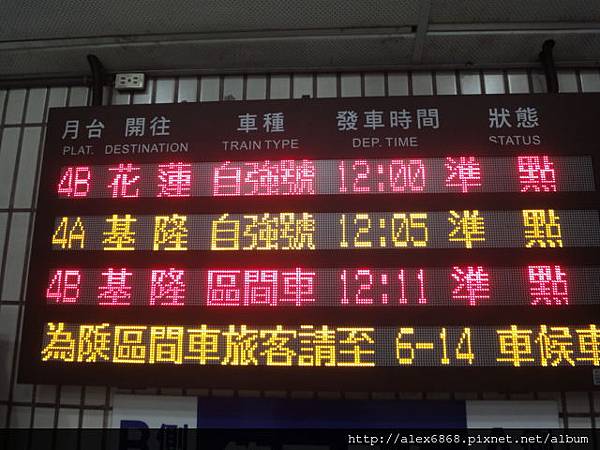 月台 開往 車種 發車時間 狀態
PLAT. DESTINATION TRAIN TYPE DEP. TIME STATUS
4B 花蓮 自強號 12:00 準點
4A 基隆 自強號 12:05 準點
4B 基隆 區間車 12:11 準點
區間車旅客請至 6-14 車候車
B側
http://alex6868.pixnet.net/album